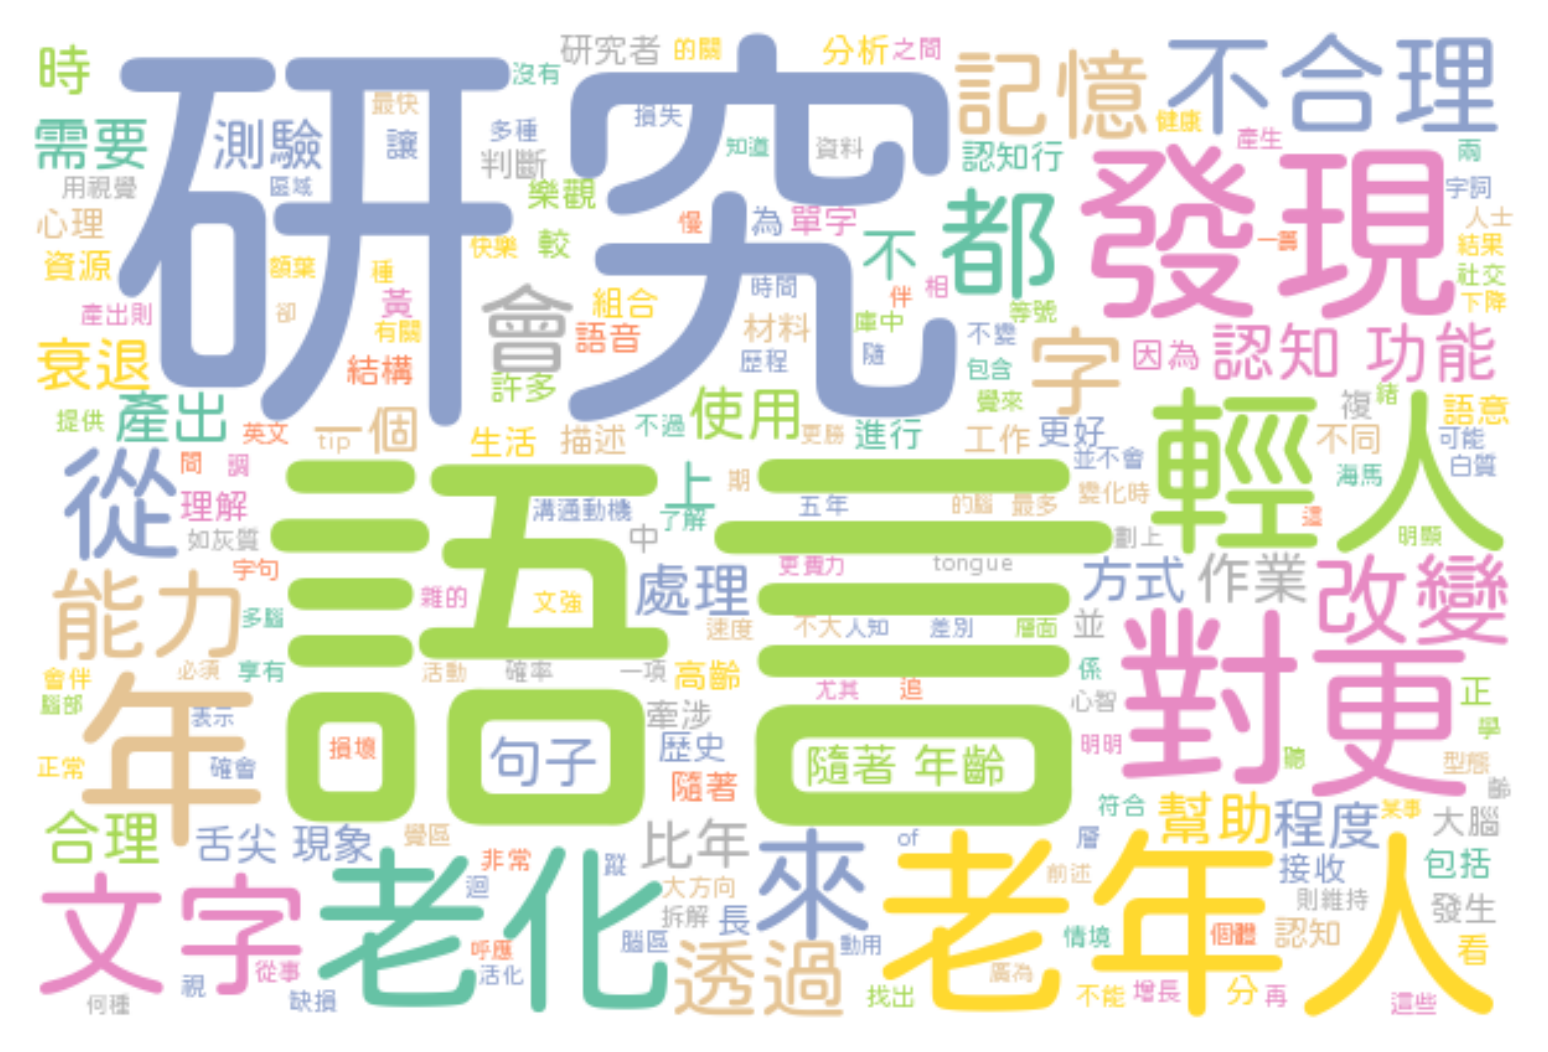 時
研究
研究者
的關
分析
之間
記憶
不合理
沒有
最快
損失
需要
測驗
讓
多種
判斷
知道
資料
健康
產生
認知行
兩
發現
用視覺
區域
樂觀
字詞
心理
慢
為
單字
不
都
人士
資源
額葉
種
快樂
較
一籌
結果
社交
產出則
卻
黃
會
組合
時間
伴
相
等號
下降
有關
語音
材料
庫中
不變
衰退
結構
歷程
隨
包含
字
因為
認知 功能
許多
覺來
提供
產出
英文
tip
一個
生活
描述
不過
使用
更勝
進行
工作
更好
輕人
複
緒
語意
不同
可能
從
間
調
語言
上
期
並不會
海馬
白質
理解
溝通動機
了解
五年
的腦
最多
變化時
這
如灰質
中
劃上
明顯
字句
更費力
tongue
能力
雜的
文強
處理
方式
作業
改變
多腦
速度
不大
人知
差別
層面
並
對
更
會伴
必須
享有
活動
確率
一項
高齡
係
腦部
年
表示
尤其
追
心智
正
牽涉
學
正常
確會
損壞
句子
歷史
隨著 年齡
明明
聽
型態
隨著
齡
合理
舌尖 現象
覺區
比年
來
of
層
符合
幫助
程度
某事
大腦
文字
老化
非常
蹤
迴
大方向
老年人
前述
接收
包括
拆解
長
則維持
發生
從事
呼應
腦區
動用
情境
個體
認知
看
何種
視
缺損
活化
透過
找出
廣為
不能
增長
分
再
這些